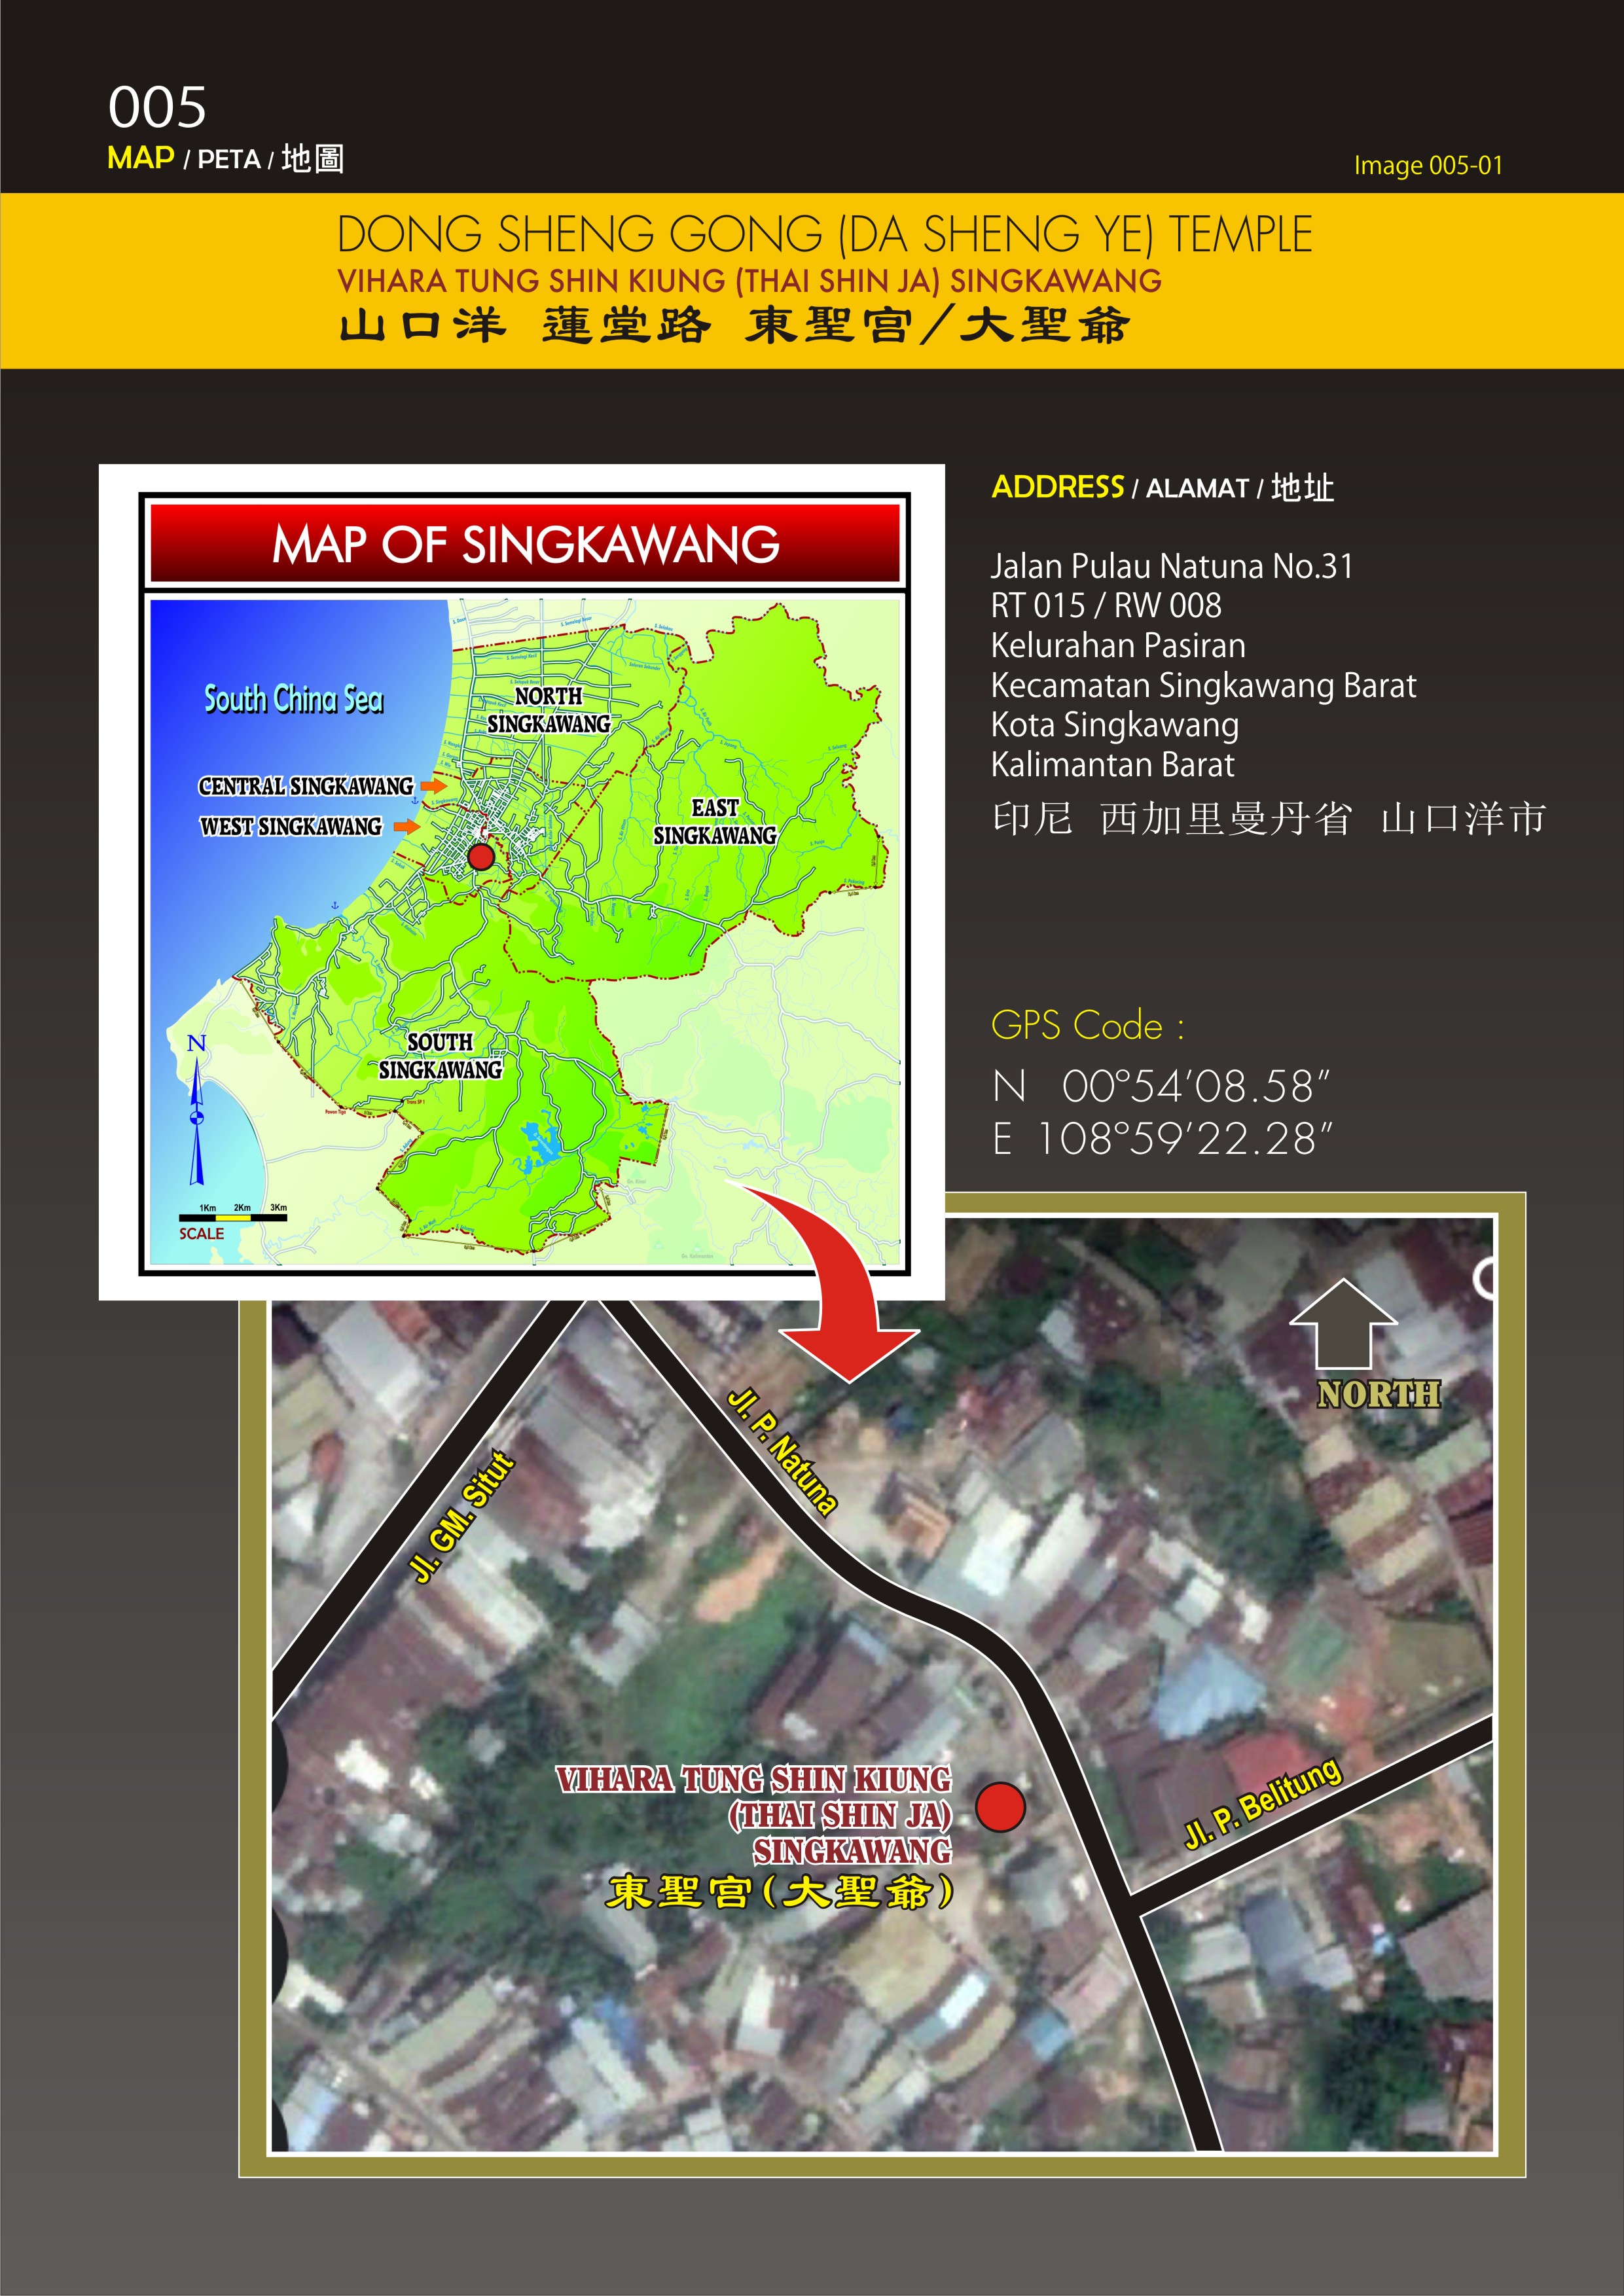 005
MAP / PETA / 地圖
Image 005-01
DONG SHENG GONG (DA SHENG YE) TEMPLE
VIHARA TUNG SHIN KIUNG (THAI SHIN JA) SINGKAWANG
山口洋 蓮堂路 東聖宮/大聖爺
MAP OF SINGKAWANG
South China Sea
NORTH
SINGKAWANG
CENTRAL SINGKAWANG
WEST SINGKAWANG
EAST
SINGKAWANG
SOUTH
SINGKAWANG
N
1Km 2Km 3Km
SCALE
ADDRESS / ALAMAT / 地址
Jalan Pulau Natuna No.31
RT 015 / RW 008
Kelurahan Pasiran
Kecamatan Singkawang Barat
Kota Singkawang
Kalimantan Barat
印尼 西加里曼丹省 山口洋市
GPS Code :
N 00°54'08.58"
E 108°59'22.28"
NORTH
Jl. P. Natuna
Jl. GM. Situt
Jl. P. Belitung
VIHARA TUNG SHIN KIUNG
(THAI SHIN JA)
SINGKAWANG
東聖宮(大聖爺)